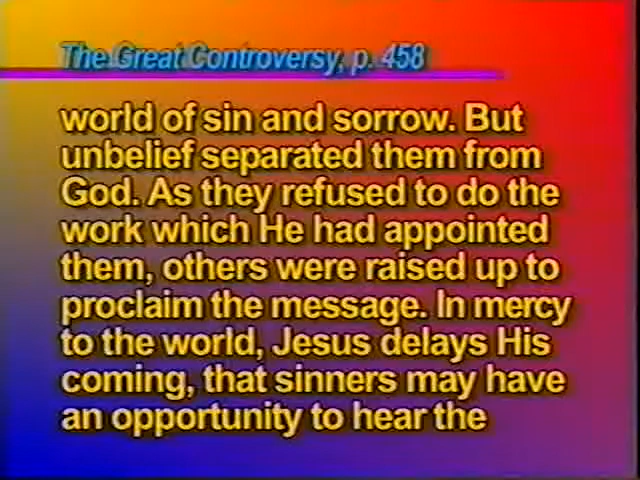 The Great Controversy, p. 458
world of sin and sorrow. But
unbelief separated them from
God. As they refused to do the
work which He had appointed
them, others were raised up to
proclaim the message. In mercy
to the world, Jesus delays His
coming, that sinners may have
an opportunity to hear the